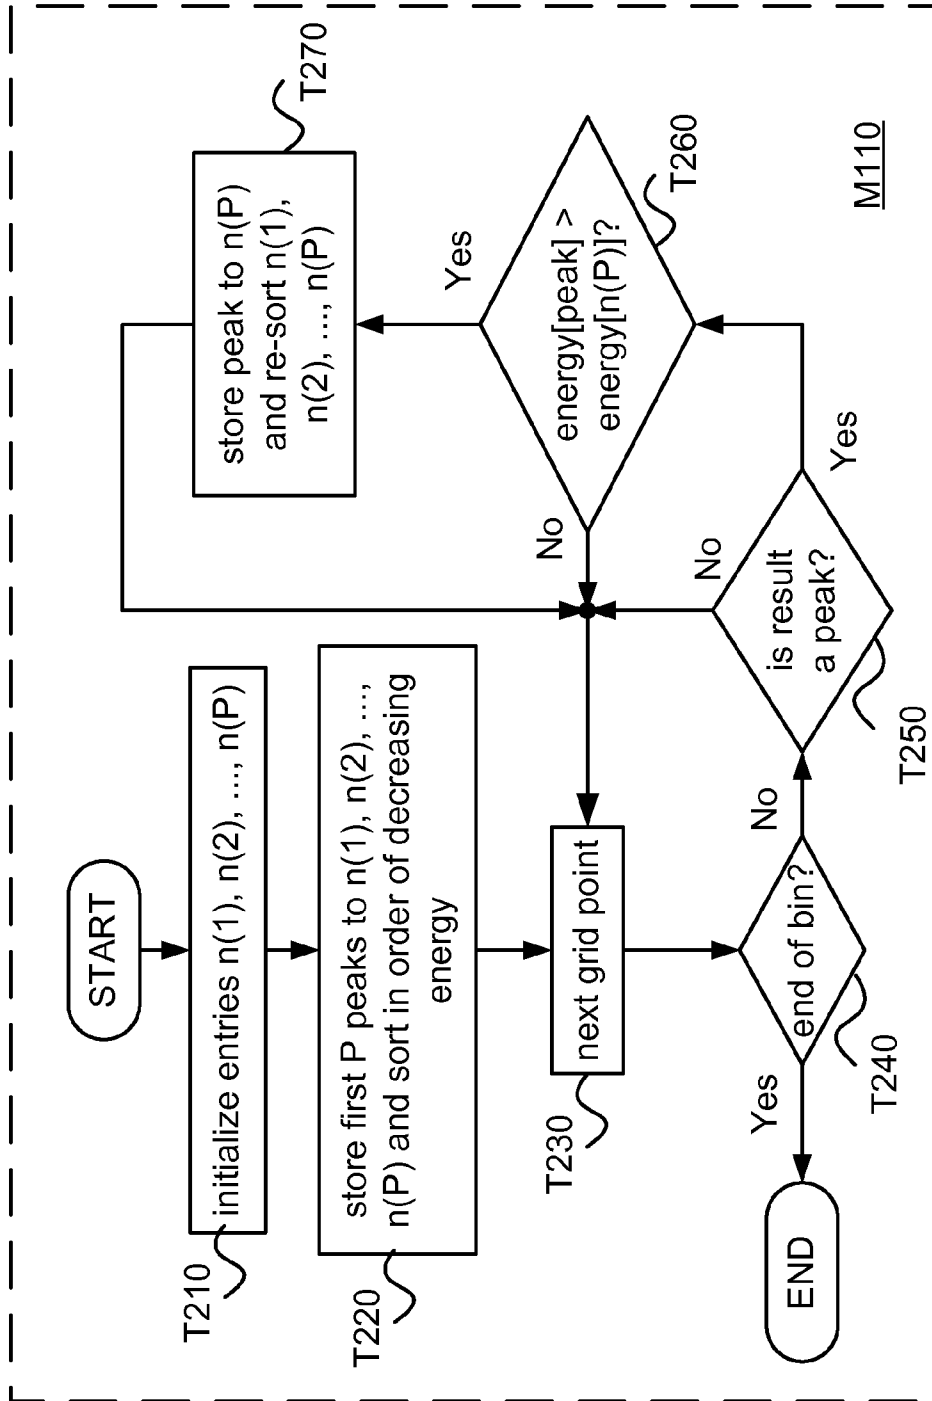 START
initialize entries n(1), n(2), ..., n(P)
T210
store first P peaks to n(1), n(2), ...,
n(P) and sort in order of decreasing
energy
T220
next grid point
T230
end of bin?
T240
Yes
No
END
is result
a peak?
T250
No
Yes
energy[peak] >
energy[n(P)]?
T260
No
Yes
store peak to n(P)
and re-sort n(1),
n(2), ..., n(P)
T270
M110